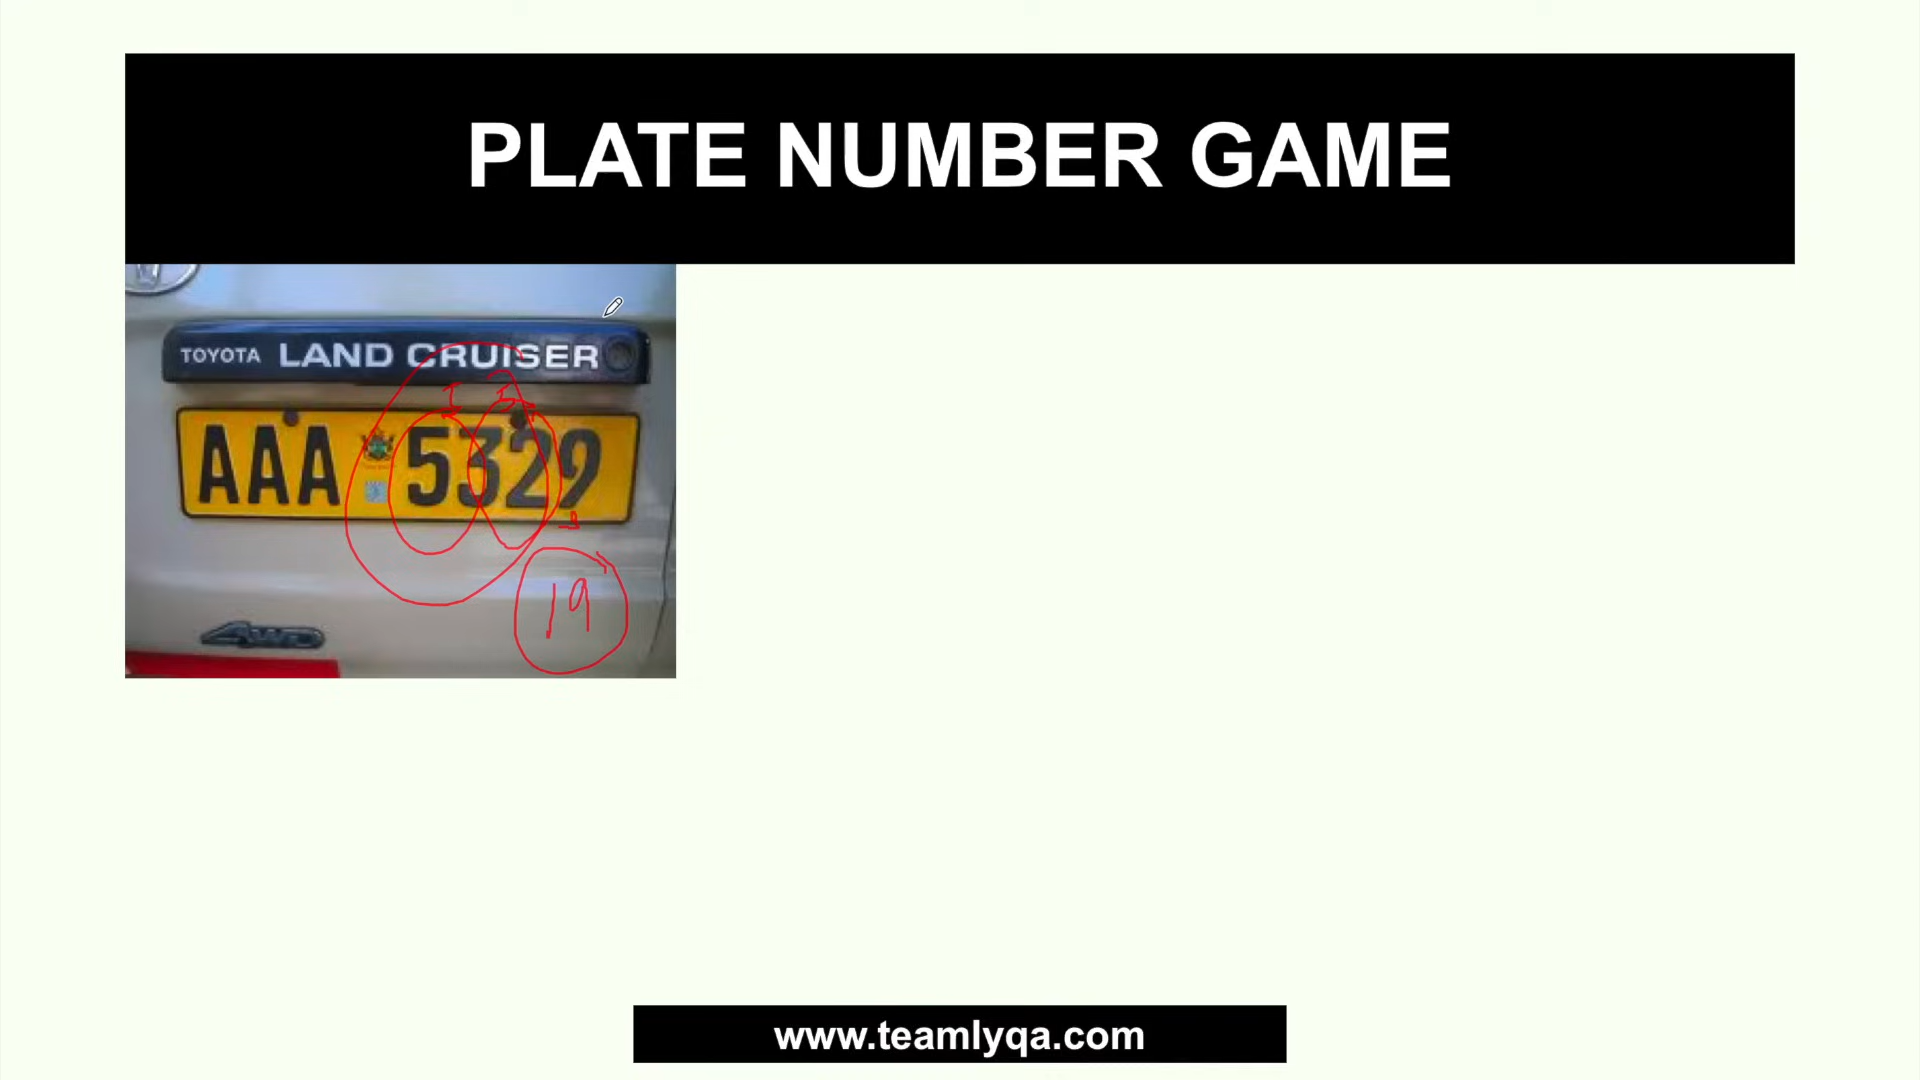 PLATE NUMBER GAME
TOYOTA LAND CRUISER
AAA 5329
19
4WD
www.teamlyqa.com